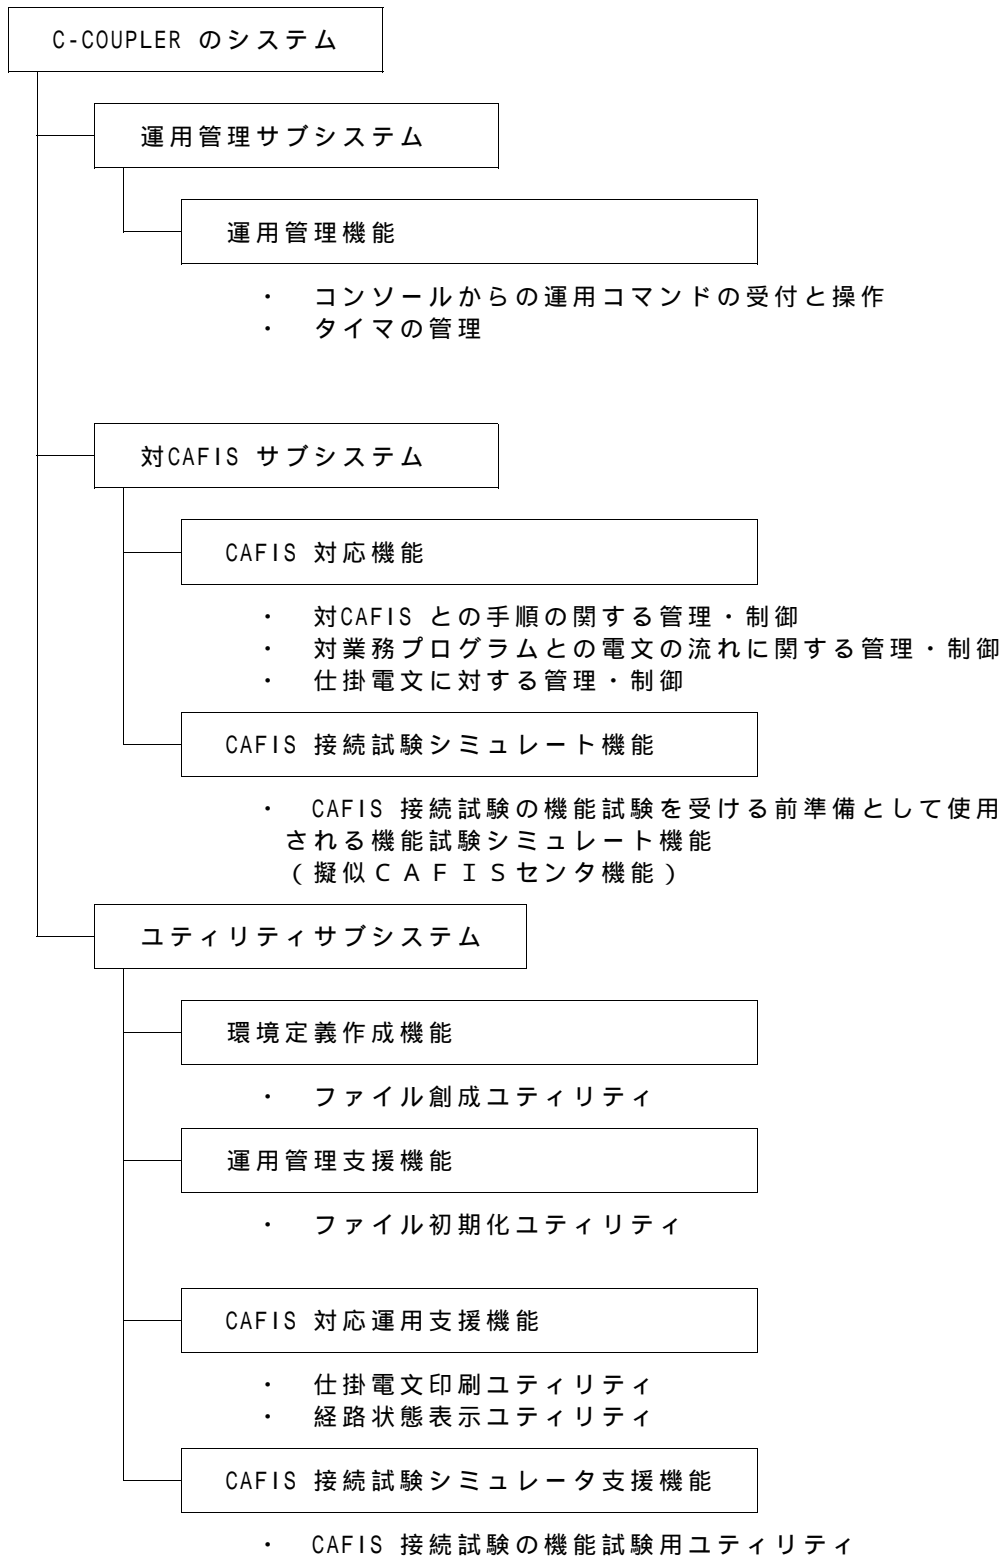 C-COUPLER のシステム
運用管理サブシステム
運用管理機能
・ コンソールからの運用コマンドの受付と操作
・ タイマの管理
対CAFIS サブシステム
CAFIS 対応機能
・ 対CAFIS との手順の関する管理・制御
・ 対業務プログラムとの電文の流れに関する管理・制御
・ 仕掛電文に対する管理・制御
CAFIS 接続試験シミュレート機能
・ CAFIS 接続試験の機能試験を受ける前準備として使用
される機能試験シミュレート機能
(擬似ＣＡＦＩＳセンタ機能)
ユティリティサブシステム
環境定義作成機能
・ ファイル創成ユティリティ
運用管理支援機能
・ ファイル初期化ユティリティ
CAFIS 対応運用支援機能
・ 仕掛電文印刷ユティリティ
・ 経路状態表示ユティリティ
CAFIS 接続試験シミュレータ支援機能
・ CAFIS 接続試験の機能試験用ユティリティ